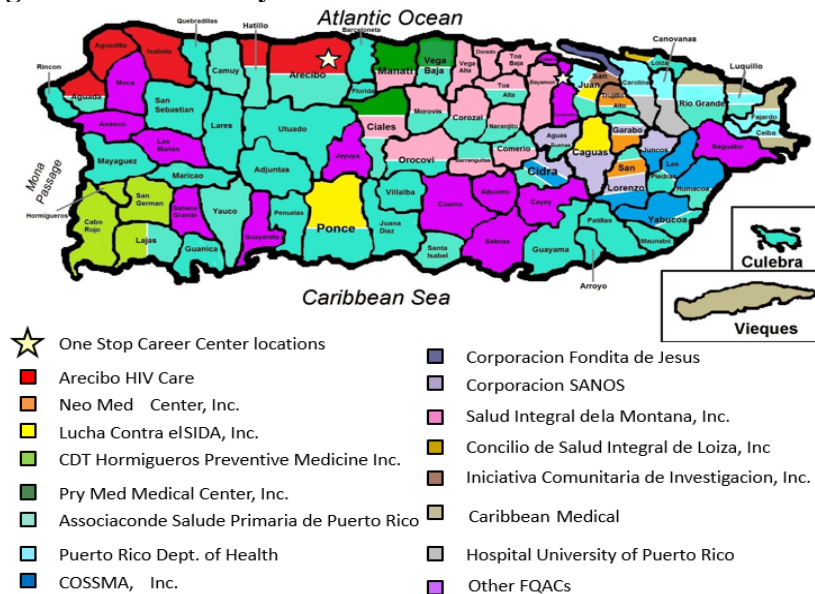 Atlantic Ocean
Quebradillas
Hatillo
Barceloneta
Canovanas
Luquillo
Rincon
Aguadilla
Isabela
Camuy
Arecibo
Manati
Vega
Baja
Vega
Alta
Dorado
Toa
Baja
Bayamon
San
Juan
Carolina
Loiza
Rio Grande
Fajardo
Ceiba
Aguada
Moca
San
Sebastian
Florida
Toa
Alta
Trujillo
Alto
Anasco
Lares
Utuado
Ciales
Morovis
Corozal
Naranjito
Aguas
Buenas
Garabo
Caguas
Juncos
Naguabo
Las
Marias
Jayuya
Orocovi
Barranquitas
Comerio
Cidra
San
Lorenzo
Las
Piedras
Humacao
Mona
Passage
Mayaguez
Maricao
Adjuntas
Hormigueros
San
German
Sabana
Grande
Yauco
Guayanilla
Penuelas
Ponce
Villalba
Juana
Diaz
Coamo
Aibonito
Cayey
Yabucoa
Cabo
Rojo
Lajas
Guanica
Santa
Isabel
Salinas
Guayama
Patillas
Maunabo
Arroyo
Culebra
Vieques
Caribbean Sea
One Stop Career Center locations
Arecibo HIV Care
Neo Med Center, Inc.
Lucha Contra elSIDA, Inc.
CDT Hormigueros Preventive Medicine Inc.
Pry Med Medical Center, Inc.
Associaconde Salude Primaria de Puerto Rico
Puerto Rico Dept. of Health
COSSMA, Inc.
Corporacion Fondita de Jesus
Corporacion SANOS
Salud Integral dela Montana, Inc.
Concilio de Salud Integral de Loiza, Inc
Iniciativa Comunitaria de Investigacion, Inc.
Caribbean Medical
Hospital University of Puerto Rico
Other FQACs